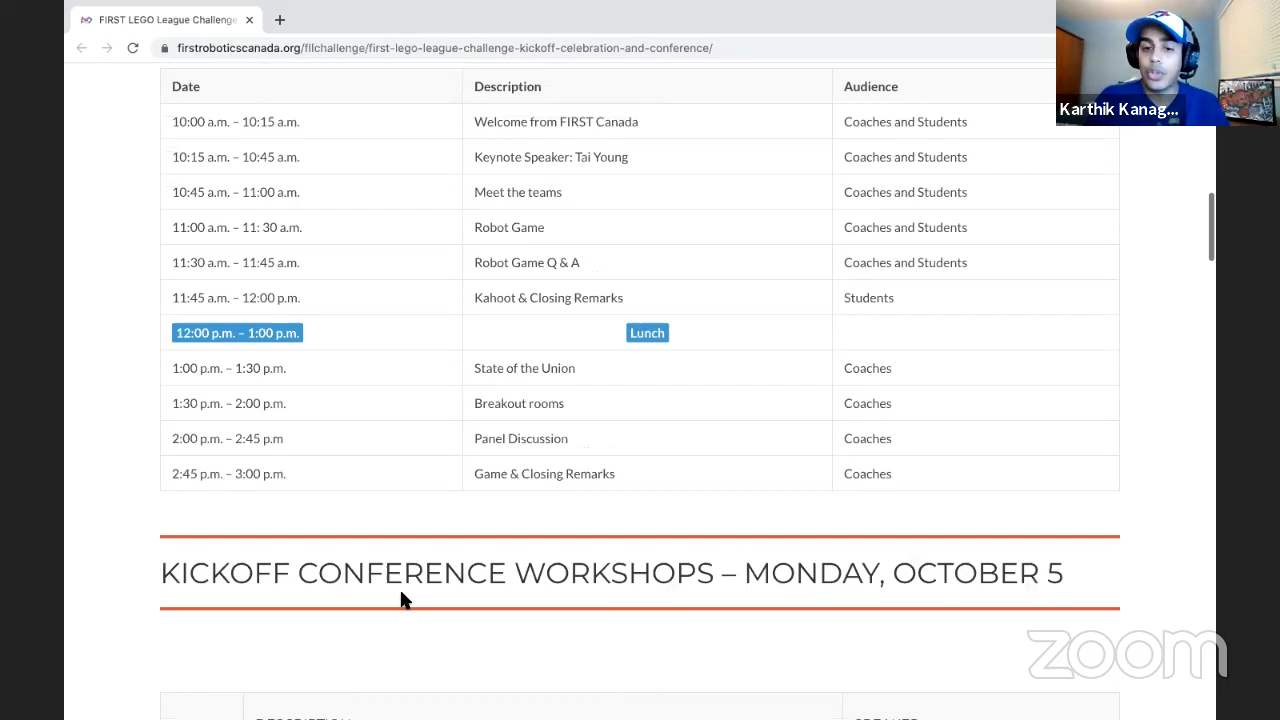 FIRST LEGO League Challenge
firstroboticscanada.org/fllchallenge/first-lego-league-challenge-kickoff-celebration-and-conference/
Karthik Kanag...
Date Description Audience
10:00 a.m. – 10:15 a.m. Welcome from FIRST Canada Coaches and Students
10:15 a.m. – 10:45 a.m. Keynote Speaker: Tai Young Coaches and Students
10:45 a.m. – 11:00 a.m. Meet the teams Coaches and Students
11:00 a.m. – 11: 30 a.m. Robot Game Coaches and Students
11:30 a.m. – 11:45 a.m. Robot Game Q & A Coaches and Students
11:45 a.m. – 12:00 p.m. Kahoot & Closing Remarks Students
12:00 p.m. – 1:00 p.m. Lunch
1:00 p.m. – 1:30 p.m. State of the Union Coaches
1:30 p.m. – 2:00 p.m. Breakout rooms Coaches
2:00 p.m. – 2:45 p.m Panel Discussion Coaches
2:45 p.m. – 3:00 p.m. Game & Closing Remarks Coaches
KICKOFF CONFERENCE WORKSHOPS – MONDAY, OCTOBER 5
zoom